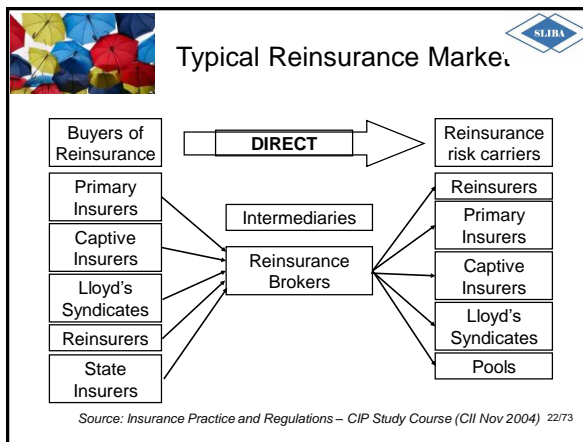 SLIBA
Typical Reinsurance Market
Buyers of
Reinsurance
DIRECT
Reinsurance
risk carriers
Primary
Insurers
Captive
Insurers
Lloyd's
Syndicates
Reinsurers
State
Insurers
Intermediaries
Reinsurance
Brokers
Reinsurers
Primary
Insurers
Captive
Insurers
Lloyd's
Syndicates
Pools
Source: Insurance Practice and Regulations – CIP Study Course (CII Nov 2004) 22/73